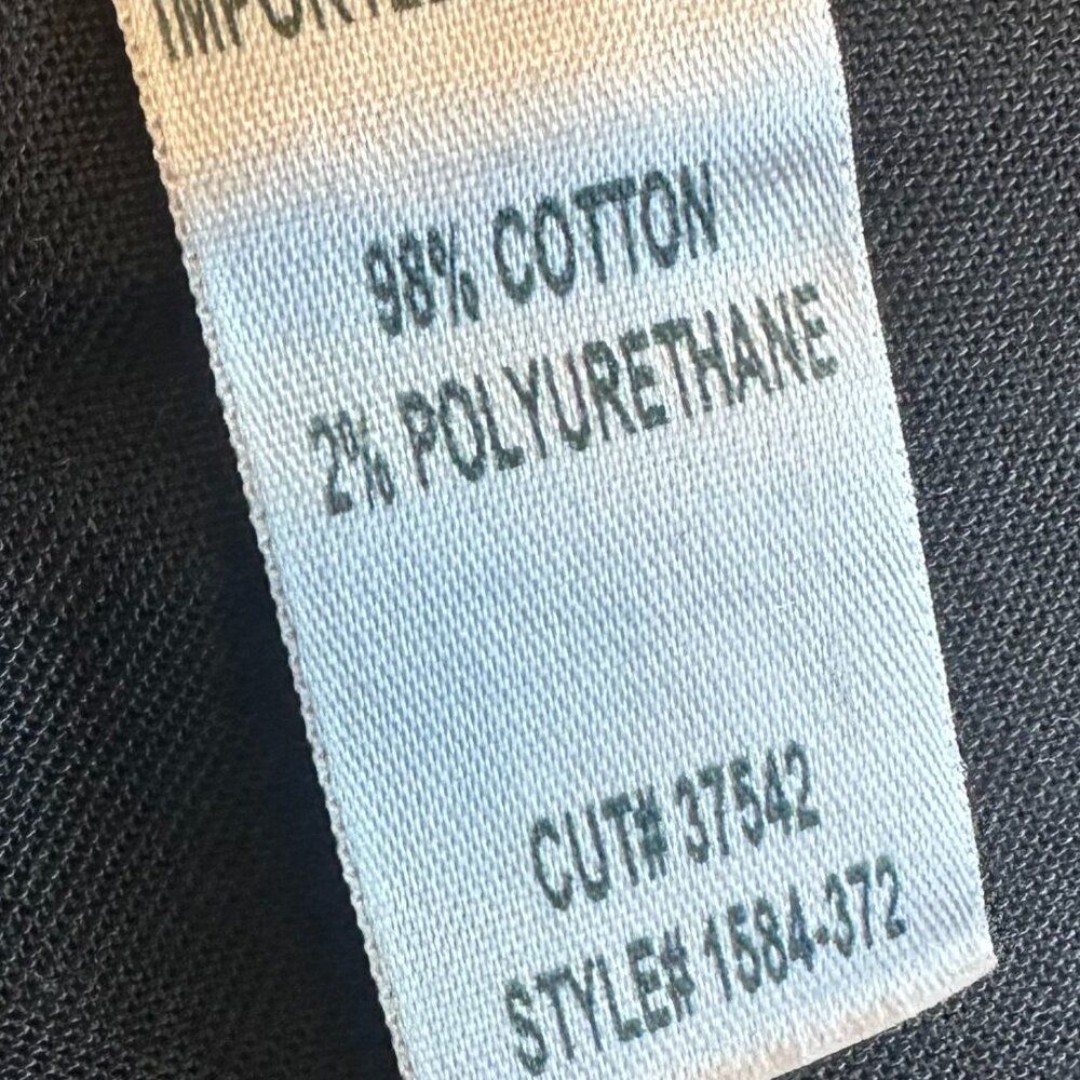 98% COTTON
2% POLYURETHANE
CUT# 37542
STYLE# 1584-372